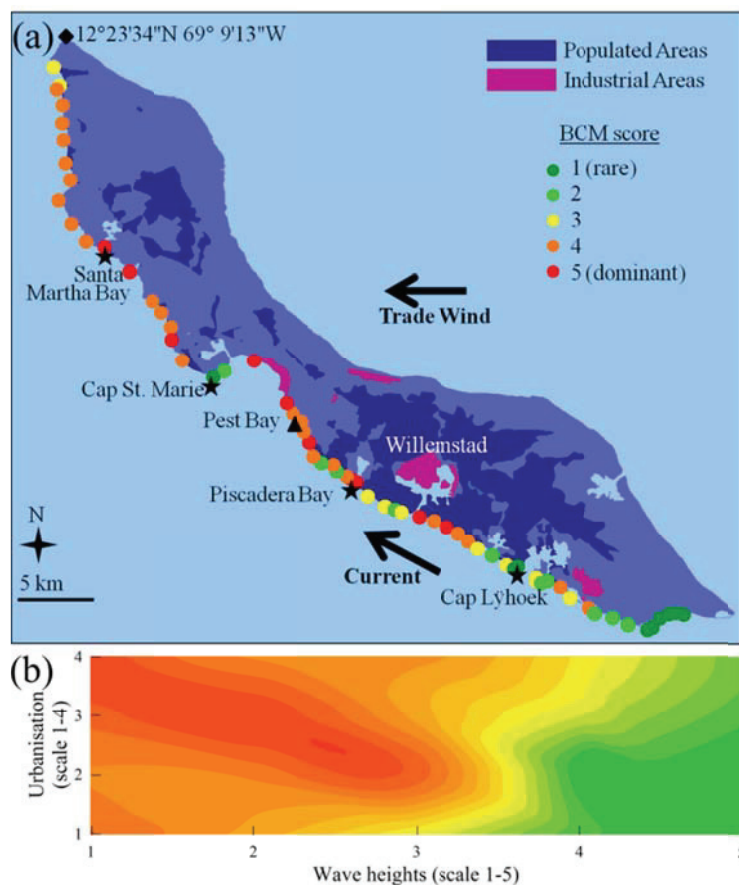 (a)
12°23'34"N 69° 9'13"W
Populated Areas
Industrial Areas
BCM score
1 (rare)
2
3
4
5 (dominant)
Santa
Martha Bay
Trade Wind
Cap St. Marie
Pest Bay
Willemstad
Piscadera Bay
N
Current
5 km
Cap Lÿhoek
(b)
4
3
2
1
Urbanisation
(scale 1-4)
1 2 3 4 5
Wave heights (scale 1-5)